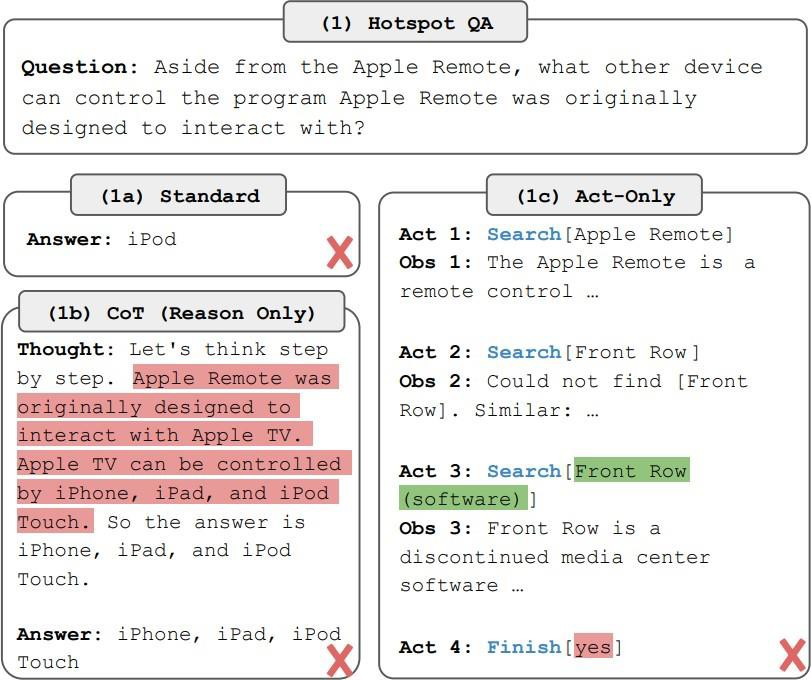 (1) Hotspot QA
Question: Aside from the Apple Remote, what other device
can control the program Apple Remote was originally
designed to interact with?
(1a) Standard
Answer: iPod
(1b) CoT (Reason Only)
Thought: Let's think step
by step. Apple Remote was
originally designed to
interact with Apple TV.
Apple TV can be controlled
by iPhone, iPad, and iPod
Touch. So the answer is
iPhone, iPad, and iPod
Touch.
Answer: iPhone, iPad, iPod
Touch
(1c) Act-Only
Act 1: Search[Apple Remote]
Obs 1: The Apple Remote is a
remote control …
Act 2: Search[Front Row]
Obs 2: Could not find [Front
Row]. Similar: …
Act 3: Search[Front Row
(software)]
Obs 3: Front Row is a
discontinued media center
software …
Act 4: Finish[yes]